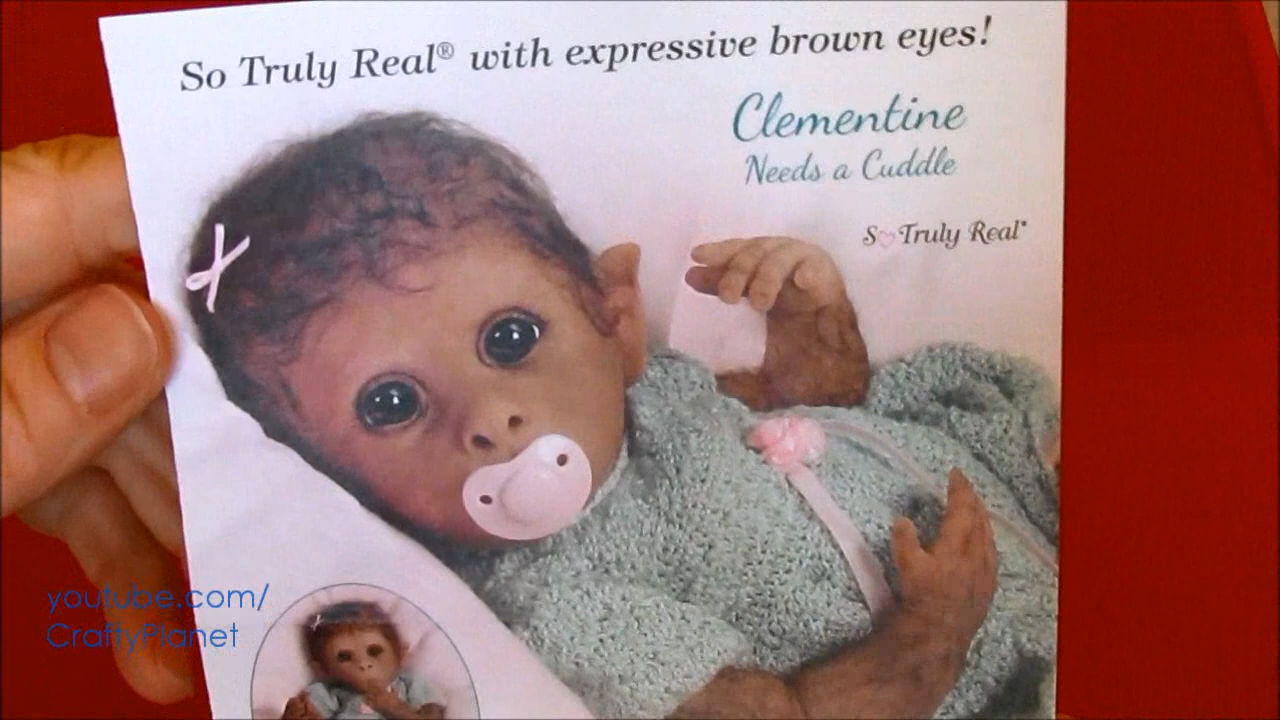 So Truly Real® with expressive brown eyes!
Clementine
Needs a Cuddle
So Truly Real®
youtube.com/
CraftyPlanet